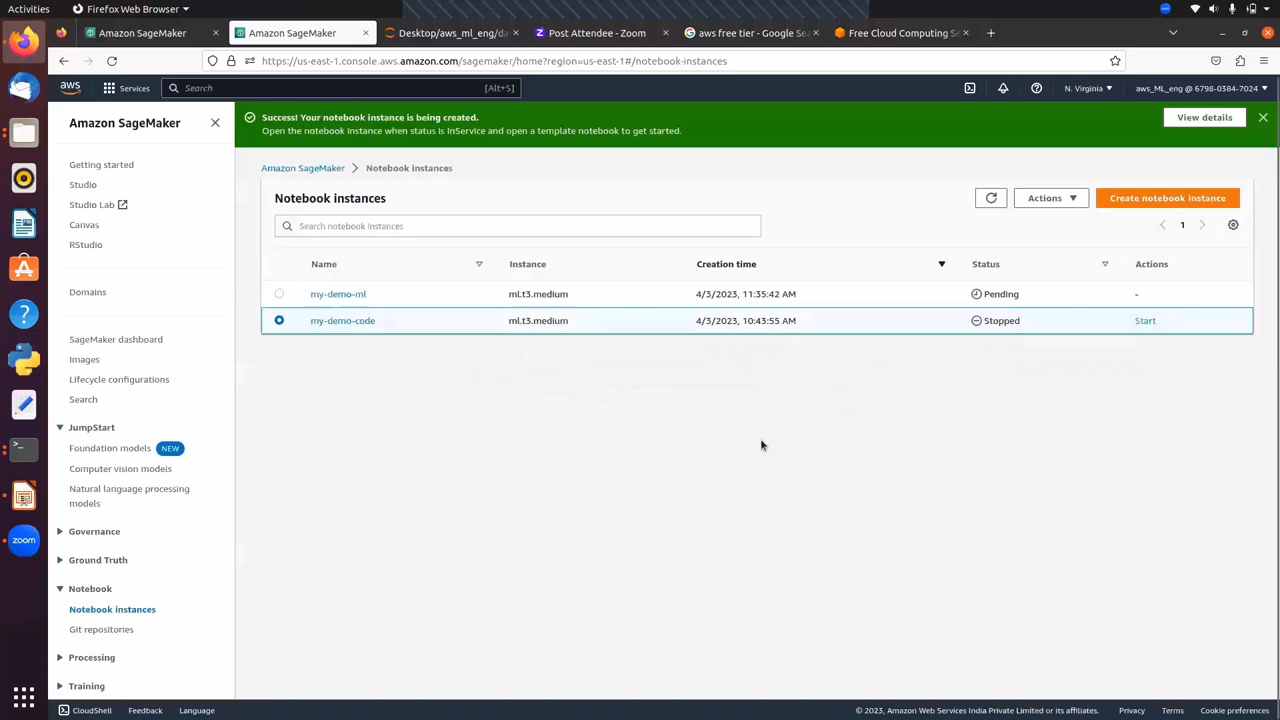 Activities
Firefox Web Browser
Amazon SageMaker
Amazon SageMaker
Desktop/aws_ml_eng/da
Post Attendee - Zoom
aws free tier - Google Sea
Free Cloud Computing Se
https://us-east-1.console.aws.amazon.com/sagemaker/home?region=us-east-1#/notebook-instances
aws
Services
Search
[Alt+S]
N. Virginia
aws_ML_eng @ 6798-0384-7024
Amazon SageMaker
Getting started
Studio
Studio Lab
Canvas
RStudio
Domains
SageMaker dashboard
Images
Lifecycle configurations
Search
JumpStart
Foundation models NEW
Computer vision models
Natural language processing
models
Governance
Ground Truth
Notebook
Notebook instances
Git repositories
Processing
Training
Success! Your notebook instance is being created.
Open the notebook instance when status is InService and open a template notebook to get started.
View details
Amazon SageMaker
Notebook instances
Notebook instances
Actions
Create notebook instance
Search notebook instances
1
Name Instance Creation time Status Actions
my-demo-ml ml.t3.medium 4/3/2023, 11:35:42 AM Pending -
my-demo-code ml.t3.medium 4/3/2023, 10:43:55 AM Stopped Start
zoom
CloudShell
Feedback
Language
© 2023, Amazon Web Services India Private Limited or its affiliates.
Privacy
Terms
Cookie preferences